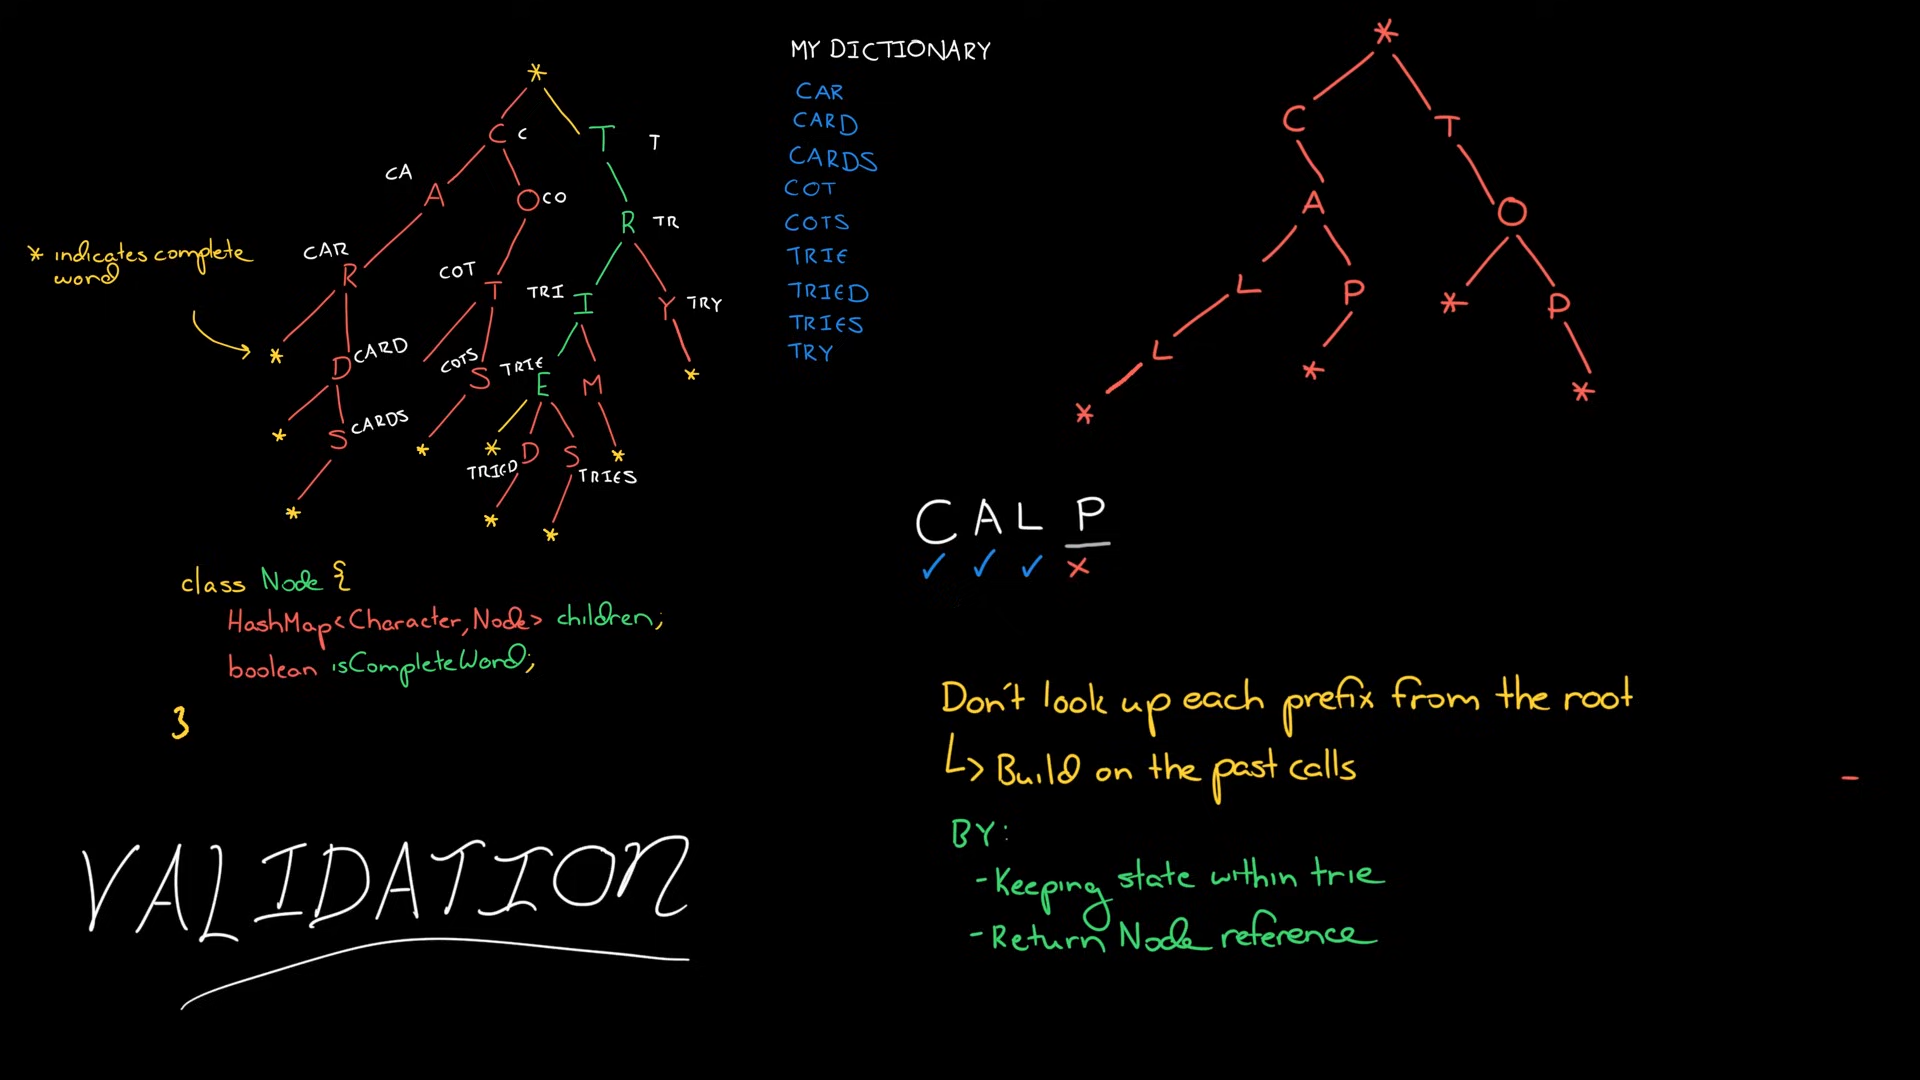 *
C C
T T
CA
A
O CO
R TR
* indicates complete
word
CAR
R
COT
T
TRI I
Y TRY
*
D CARD
COTS
S
TRIE
E
M
*
*
S CARDS
*
*
D
S
*
TRIED
TRIES
*
*
*
MY DICTIONARY
CAR
CARD
CARDS
COT
COTS
TRIE
TRIED
TRIES
TRY
*
C
T
A
O
L
P
*
P
L
*
*
*
C A L P
✓ ✓ ✓ ×
class Node {
HashMap<Character, Node> children;
boolean isCompleteWord;
}
VALIDATION
Don't look up each prefix from the root
↳ Build on the past calls
BY:
- Keeping state within trie
- Return Node reference